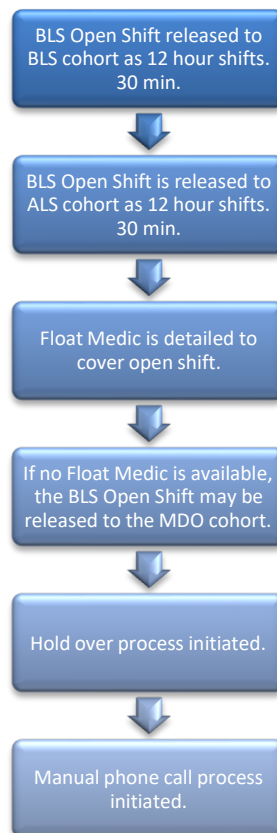 BLS Open Shift released to
BLS cohort as 12 hour shifts.
30 min.
BLS Open Shift is released to
ALS cohort as 12 hour shifts.
30 min.
Float Medic is detailed to
cover open shift.
If no Float Medic is available,
the BLS Open Shift may be
released to the MDO cohort.
Hold over process initiated.
Manual phone call process
initiated.